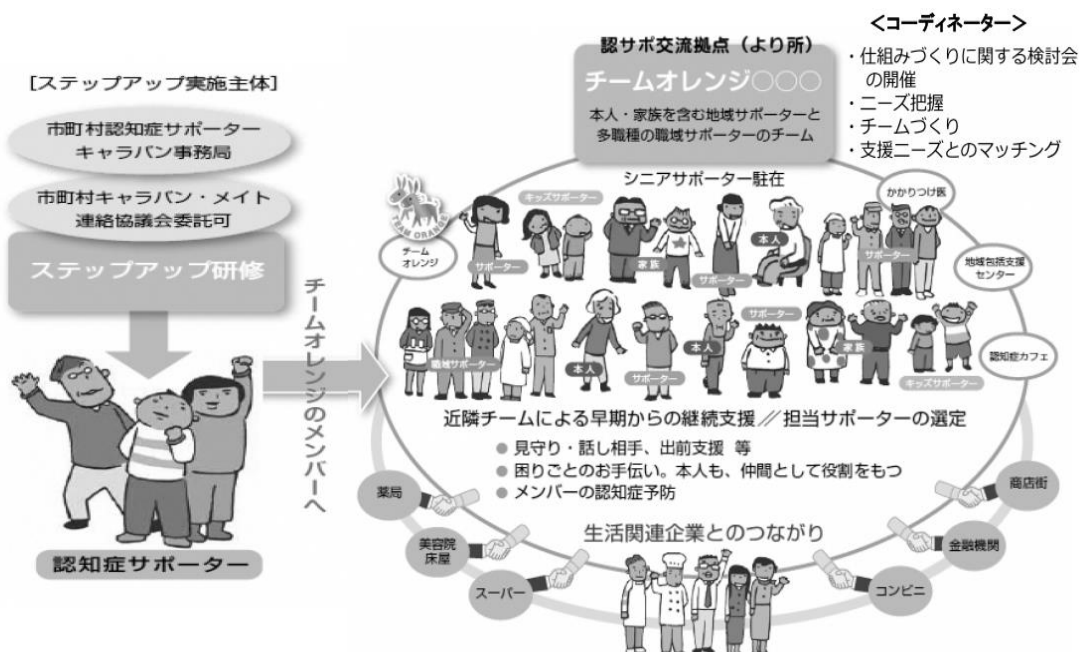 [ステップアップ実施主体]
市町村認知症サポーター
キャラバン事務局
市町村キャラバン・メイト
連絡協議会委託可
ステップアップ研修
認知症サポーター
チームオレンジのメンバーへ
認サポ交流拠点（より所）
チームオレンジ○○○
本人・家族を含む地域サポーターと
多職種の職域サポーターのチーム
＜コーディネーター＞
・仕組みづくりに関する検討会
の開催
・ニーズ把握
・チームづくり
・支援ニーズとのマッチング
シニアサポーター駐在
TEAM ORANGE
チーム
オレンジ
キッズサポーター
サポーター
家族
サポーター
本人
サポーター
かかりつけ医
地域包括支援
センター
認知症カフェ
職域サポーター
本人
サポーター
本人
サポーター
家族
キッズサポーター
近隣チームによる早期からの継続支援 // 担当サポーターの選定
● 見守り・話し相手、出前支援 等
● 困りごとのお手伝い。本人も、仲間として役割をもつ
● メンバーの認知症予防
生活関連企業とのつながり
薬局
美容院
床屋
スーパー
コンビニ
金融機関
商店街